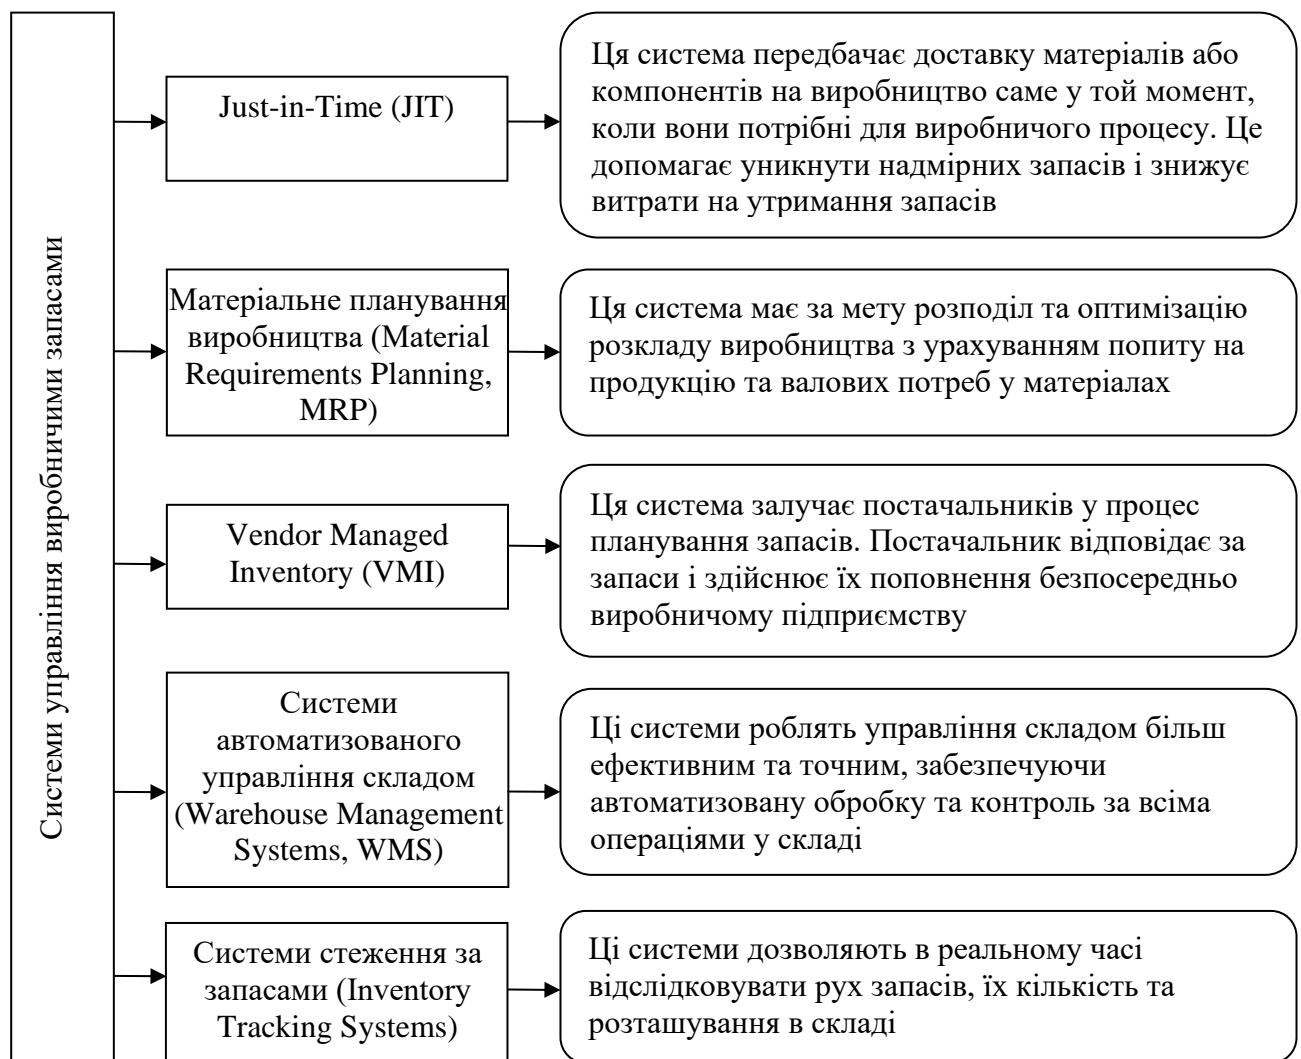 Системи управління виробничими запасами
Just-in-Time (JIT)
Ця система передбачає доставку матеріалів або
компонентів на виробництво саме у той момент,
коли вони потрібні для виробничого процесу. Це
допомагає уникнути надмірних запасів і знижує
витрати на утримання запасів
Матеріальне планування
виробництва (Material
Requirements Planning,
MRP)
Ця система має за мету розподіл та оптимізацію
розкладу виробництва з урахуванням попиту на
продукцію та валових потреб у матеріалах
Vendor Managed
Inventory (VMI)
Ця система залучає постачальників у процес
планування запасів. Постачальник відповідає за
запаси і здійснює їх поповнення безпосередньо
виробничому підприємству
Системи
автоматизованого
управління складом
(Warehouse Management
Systems, WMS)
Ці системи роблять управління складом більш
ефективним та точним, забезпечуючи
автоматизовану обробку та контроль за всіма
операціями у складі
Системи стеження за
запасами (Inventory
Tracking Systems)
Ці системи дозволяють в реальному часі
відслідковувати рух запасів, їх кількість та
розташування в складі